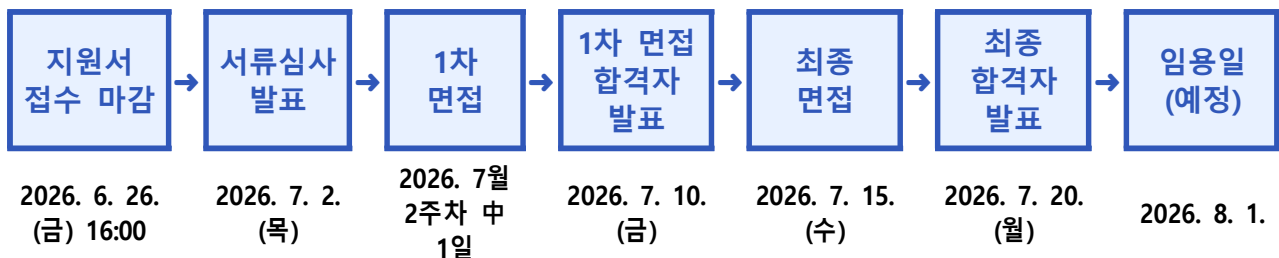 지원서
접수 마감
→
서류심사
발표
→
1차
면접
→
1차 면접
합격자
발표
→
최종
면접
→
최종
합격자
발표
→
임용일
(예정)
2026. 6. 26.
(금) 16:00
2026. 7. 2.
(목)
2026. 7월
2주차 中
1일
2026. 7. 10.
(금)
2026. 7. 15.
(수)
2026. 7. 20.
(월)
2026. 8. 1.